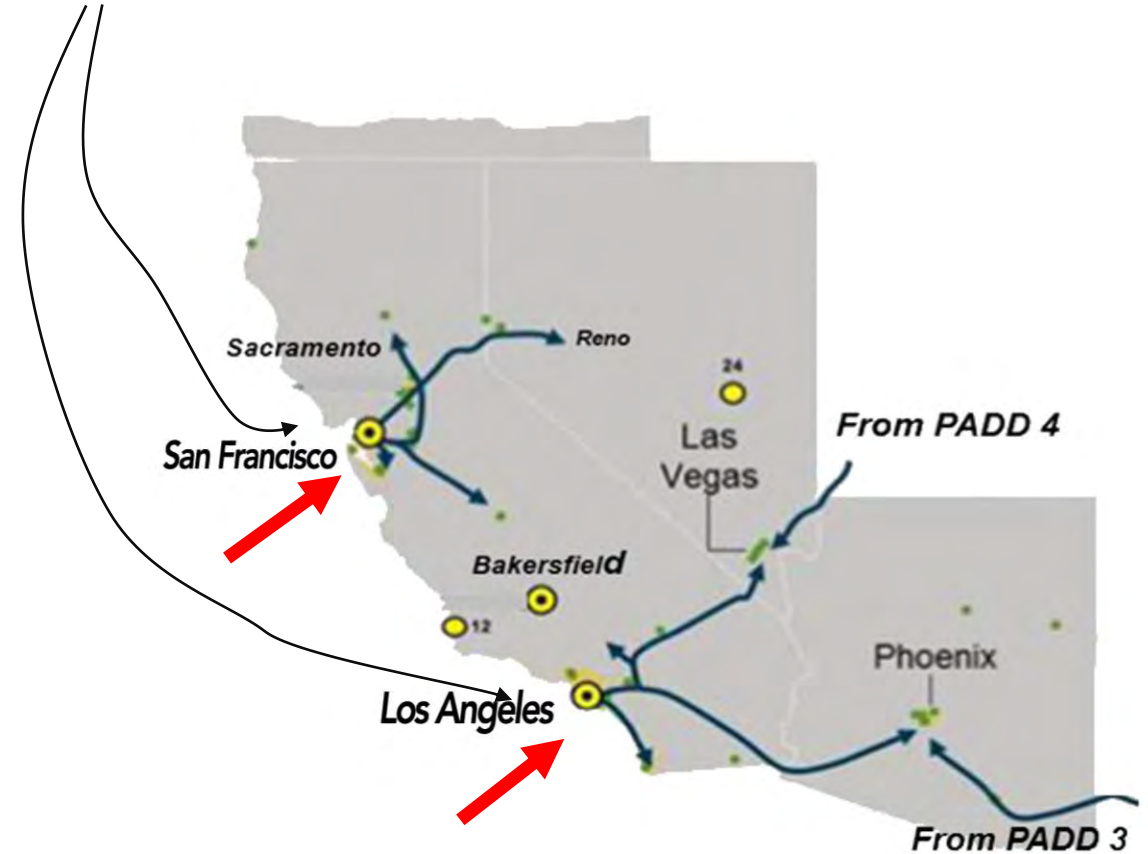 Sacramento
Reno
24
From PADD 4
Las
Vegas
San Francisco
Bakersfield
12
Phoenix
Los Angeles
From PADD 3